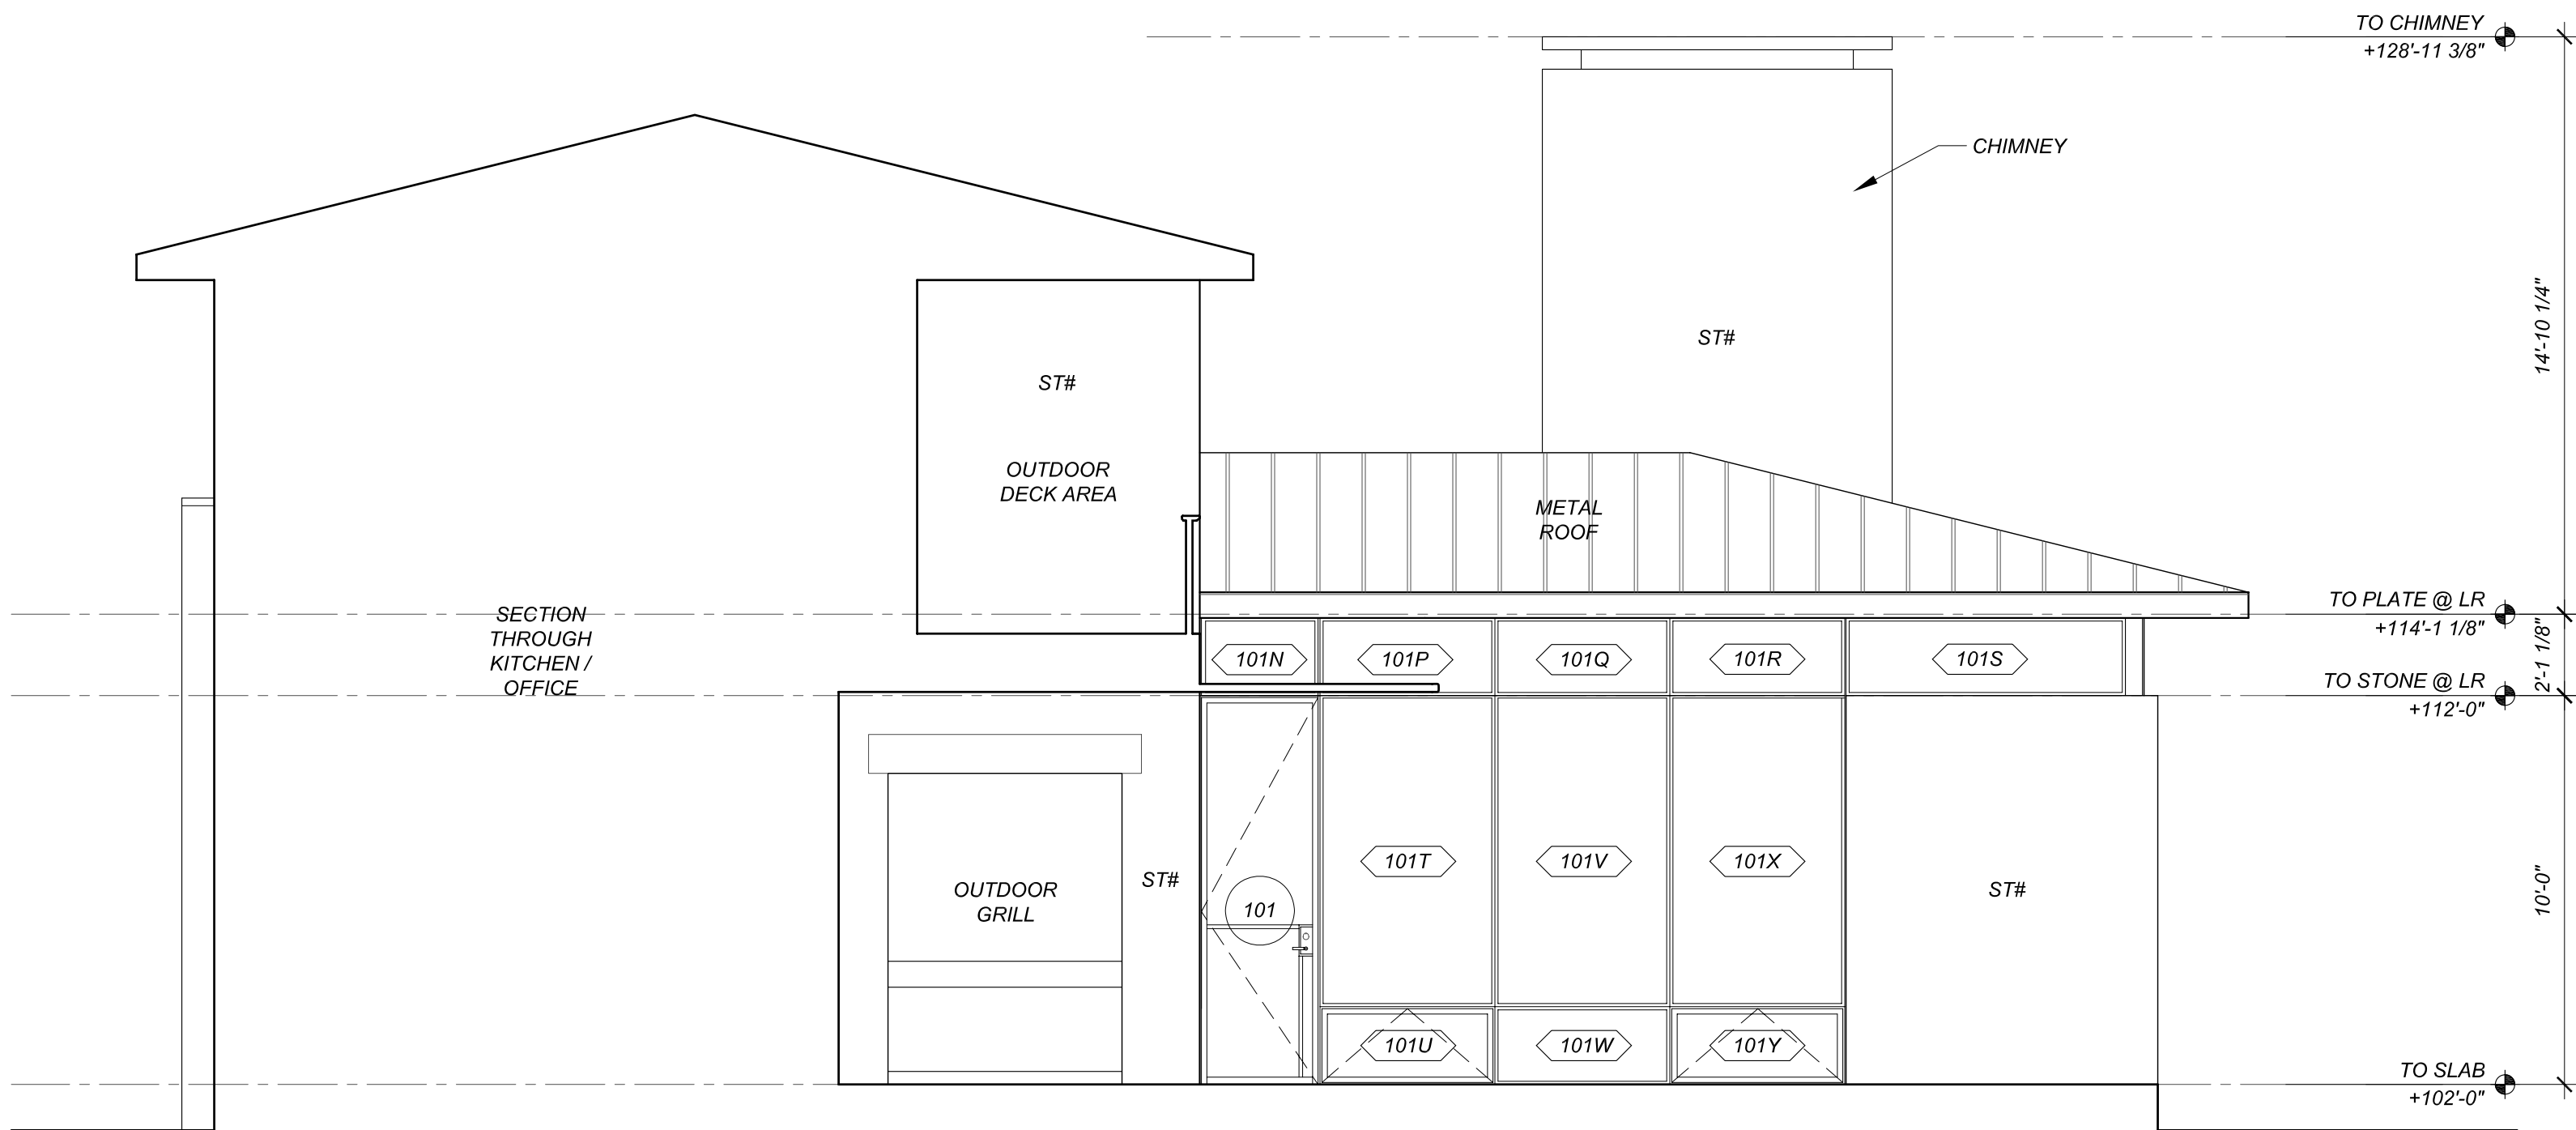 TO CHIMNEY
+128'-11 3/8"
CHIMNEY
14'-10 1/4"
ST#
ST#
OUTDOOR
DECK AREA
METAL
ROOF
TO PLATE @ LR
+114'-1 1/8"
SECTION
THROUGH
KITCHEN /
OFFICE
101N
101P
101Q
101R
101S
2'-1 1/8"
TO STONE @ LR
+112'-0"
101T
101V
101X
OUTDOOR
GRILL
ST#
101
ST#
10'-0"
101U
101W
101Y
TO SLAB
+102'-0"